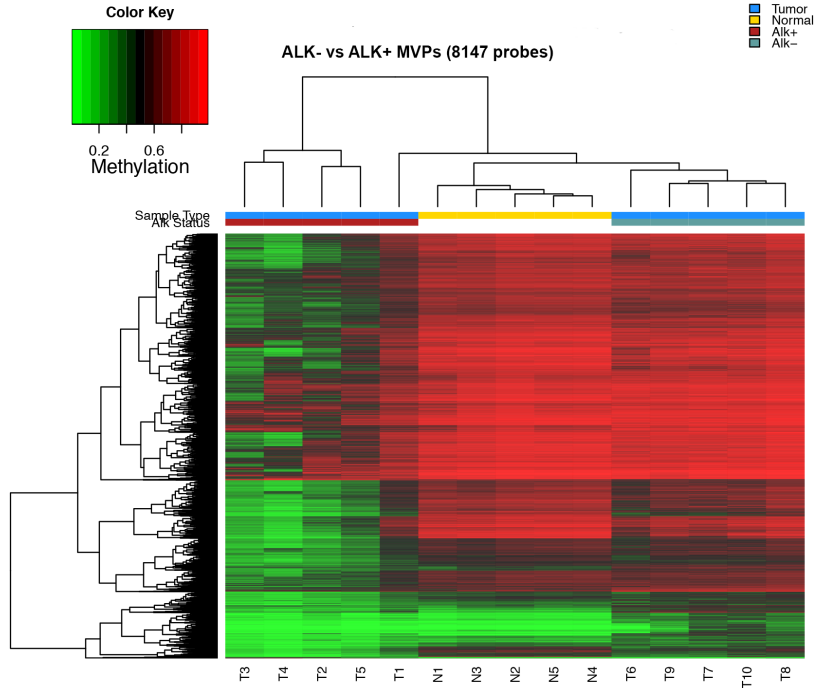 Color Key
0.2 0.6
Methylation
ALK- vs ALK+ MVPs (8147 probes)
Tumor
Normal
Alk+
Alk−
Sample Type
Alk Status
T3 T4 T2 T5 T1 N1 N3 N2 N5 N4 T6 T9 T7 T10 T8